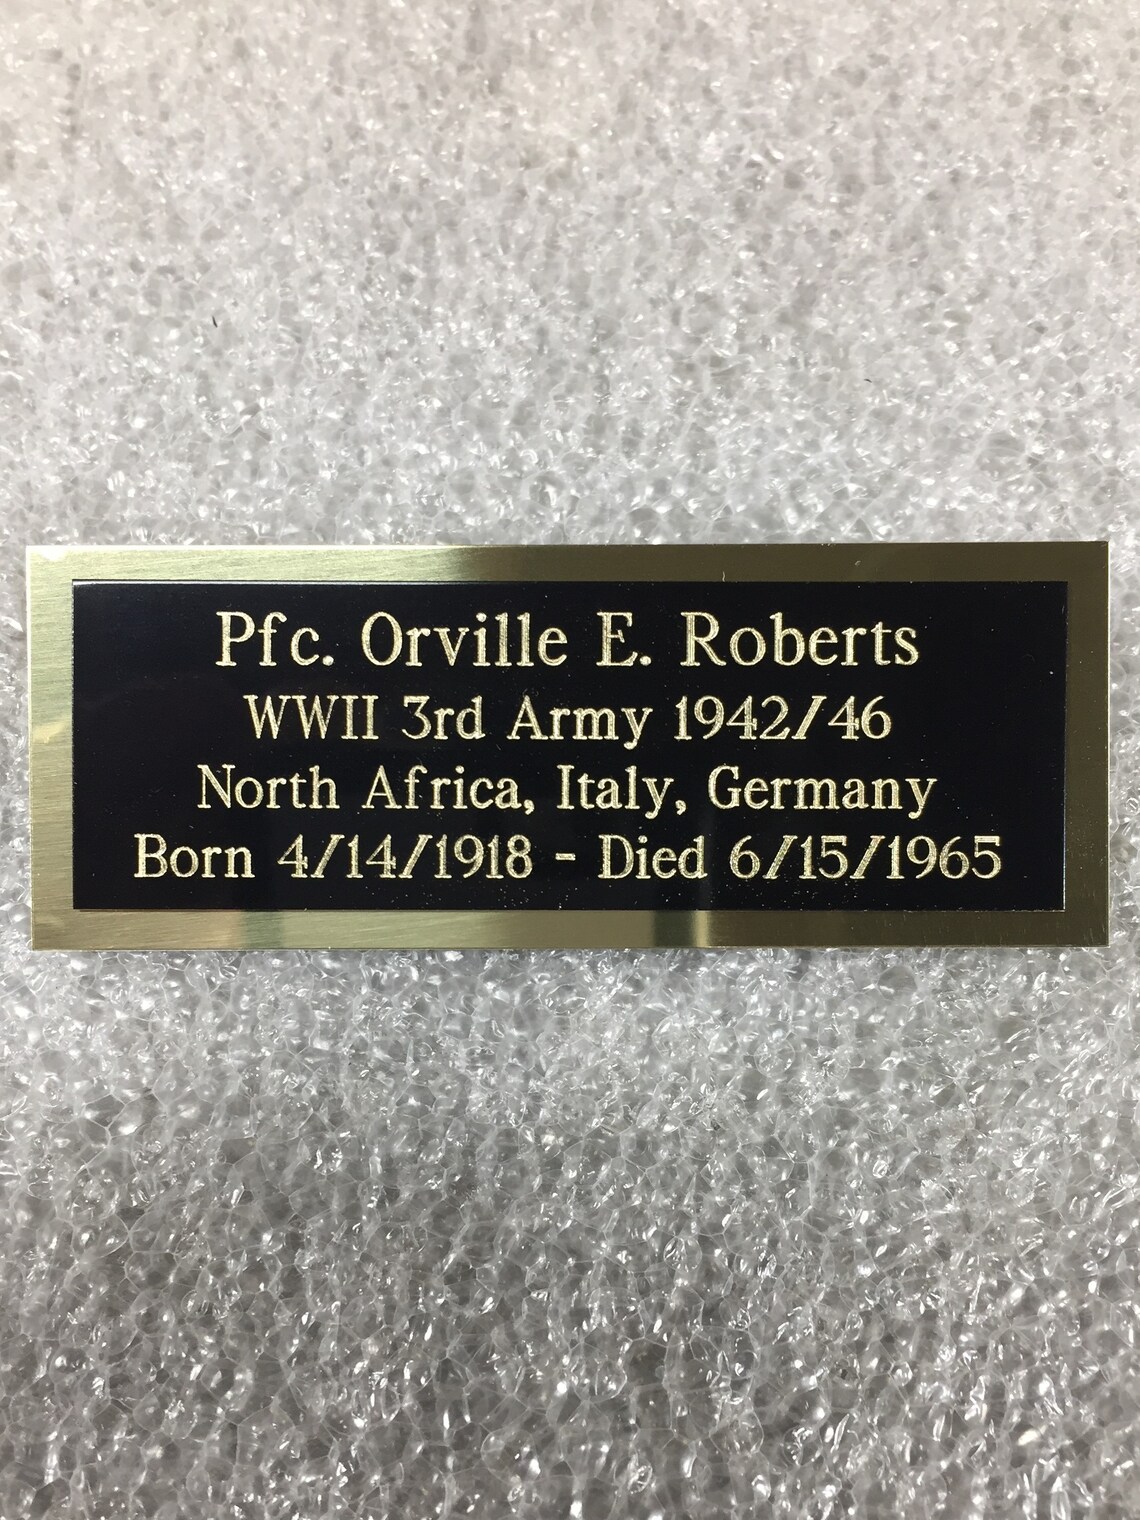 Pfc. Orville E. Roberts
WWII 3rd Army 1942/46
North Africa, Italy, Germany
Born 4/14/1918 - Died 6/15/1965